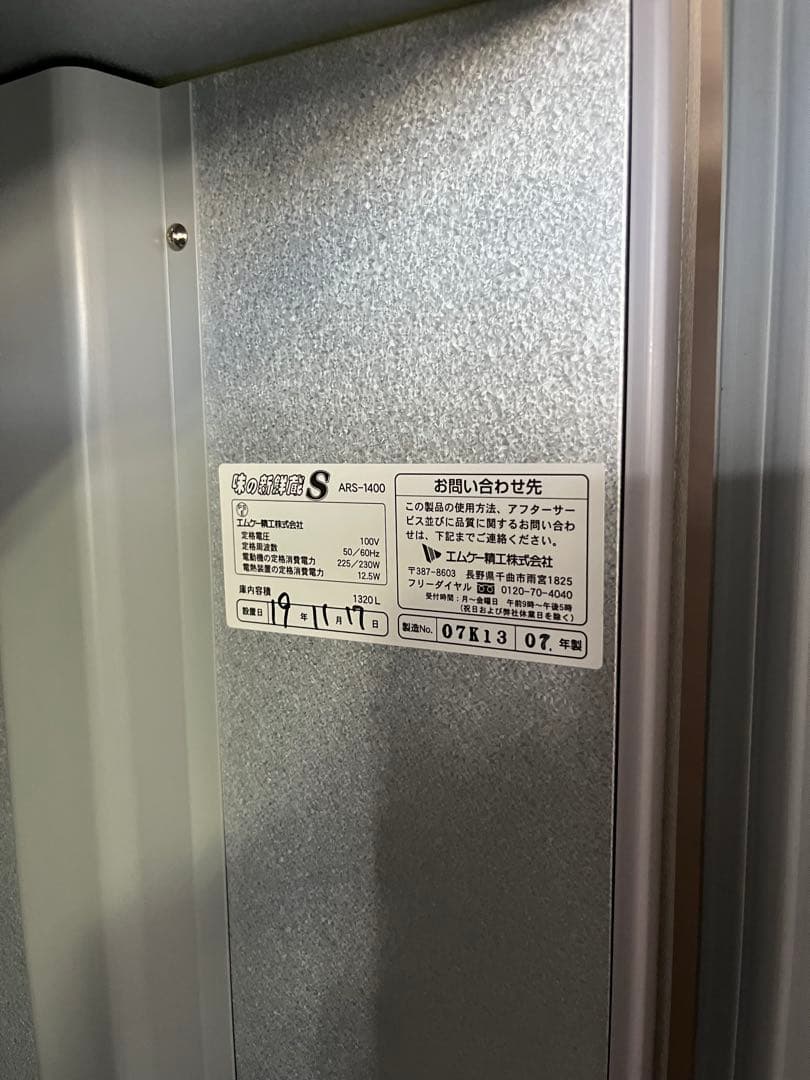 味の新鮮蔵S ARS-1400
エムケー精工株式会社
定格電圧 100V
定格周波数 50/60Hz
電動機の定格消費電力 225/230W
電熱装置の定格消費電力 12.5W
庫内容積 1320L
設置日 19年11月17日
お問い合わせ先
この製品の使用方法、アフターサー
ビス並びに品質に関するお問い合わ
せは、下記までご連絡ください。
エムケー精工株式会社
〒387-8603 長野県千曲市雨宮1825
フリーダイヤル 0120-70-4040
受付時間:月〜金曜日 午前9時〜午後5時
(祝日および弊社休業日を除く)
製造No. 07K13 07.年製